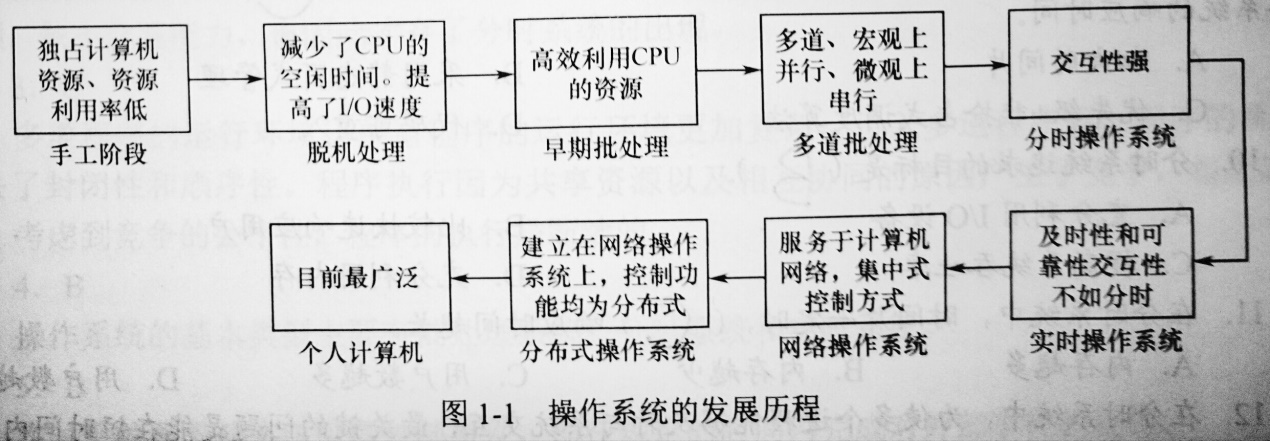 独占计算机
资源、资源
利用率低
手工阶段
减少了CPU的
空闲时间。提
高了I/O速度
脱机处理
高效利用CPU
的资源
早期批处理
多道、宏观上
并行、微观上
串行
多道批处理
交互性强
分时操作系统
及时性和可
靠性交互性
不如分时
实时操作系统
服务于计算机
网络，集中式
控制方式
网络操作系统
建立在网络操作
系统上，控制功
能均为分布式
分布式操作系统
目前最广泛
个人计算机
图 1-1 操作系统的发展历程